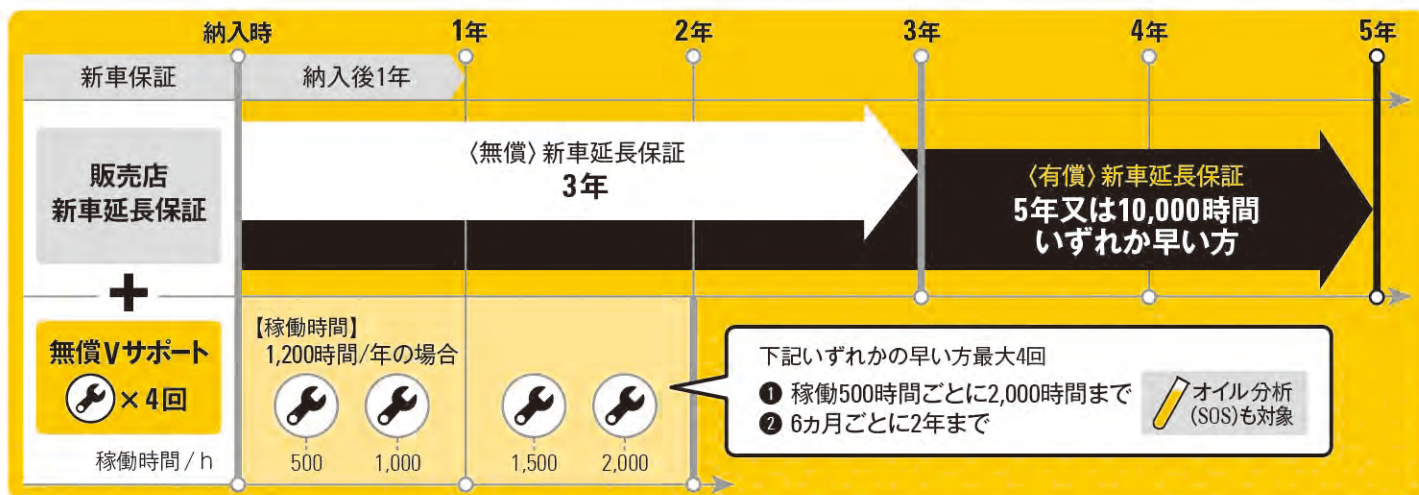 納入時
1年
2年
3年
4年
5年
新車保証
納入後1年
販売店
新車延長保証
〈無償〉新車延長保証
3年
〈有償〉新車延長保証
5年又は10,000時間
いずれか早い方
+
無償Vサポート
×4回
【稼働時間】
1,200時間/年の場合
下記いずれかの早い方最大4回
❶ 稼働500時間ごとに2,000時間まで
❷ 6ヵ月ごとに2年まで
オイル分析
(SOS)も対象
稼働時間/h
500
1,000
1,500
2,000